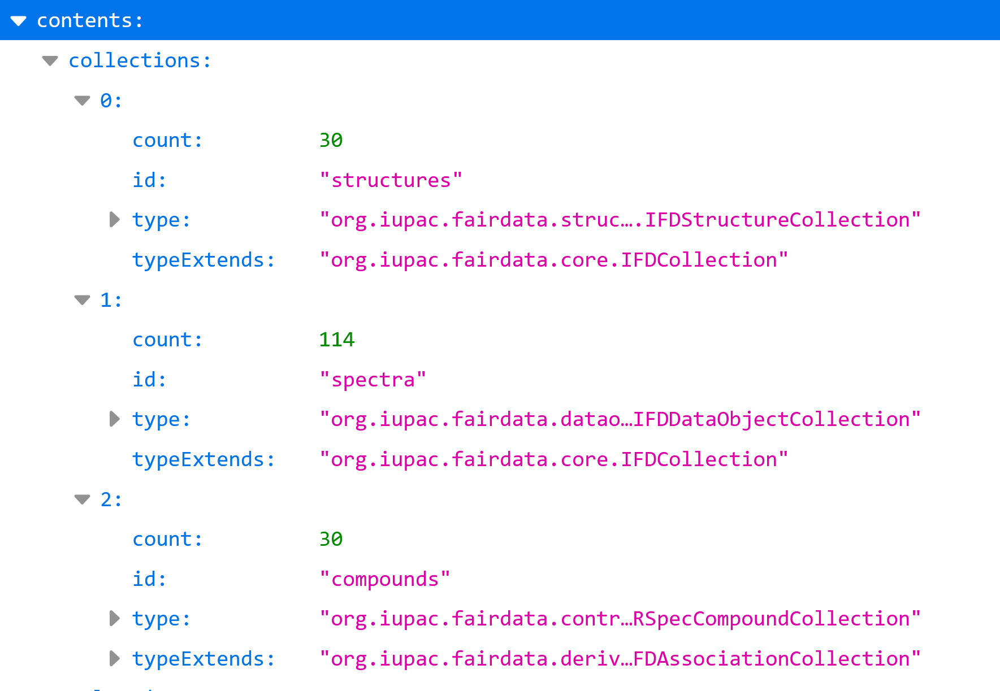 contents:
collections:
0:
count: 30
id: "structures"
type: "org.iupac.fairdata.struc….IFDStructureCollection"
typeExtends: "org.iupac.fairdata.core.IFDCollection"
1:
count: 114
id: "spectra"
type: "org.iupac.fairdata.datao…IFDDataObjectCollection"
typeExtends: "org.iupac.fairdata.core.IFDCollection"
2:
count: 30
id: "compounds"
type: "org.iupac.fairdata.contr…RSpecCompoundCollection"
typeExtends: "org.iupac.fairdata.deriv…FDAssociationCollection"